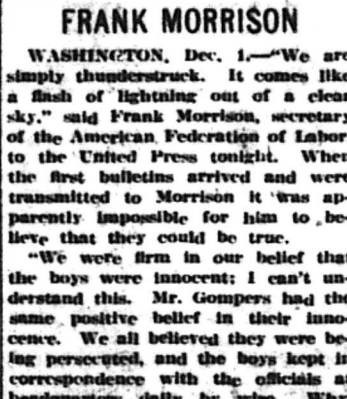 FRANK MORRISON
WASHINGTON, Dec. 1.—"We are
simply thunderstruck. It comes like
a flash of lightning out of a clear
sky," said Frank Morrison, secretary
of the American Federation of Labor
to the United Press tonight. When
the first bulletins arrived and were
transmitted to Morrison it was ap-
parently impossible for him to be-
lieve that they could be true.
"We were firm in our belief that
the boys were innocent; I can't un-
derstand this. Mr. Gompers had the
same positive belief in their inno-
cence. We all believed they were be-
ing persecuted, and the boys kept in
correspondence with the officials at